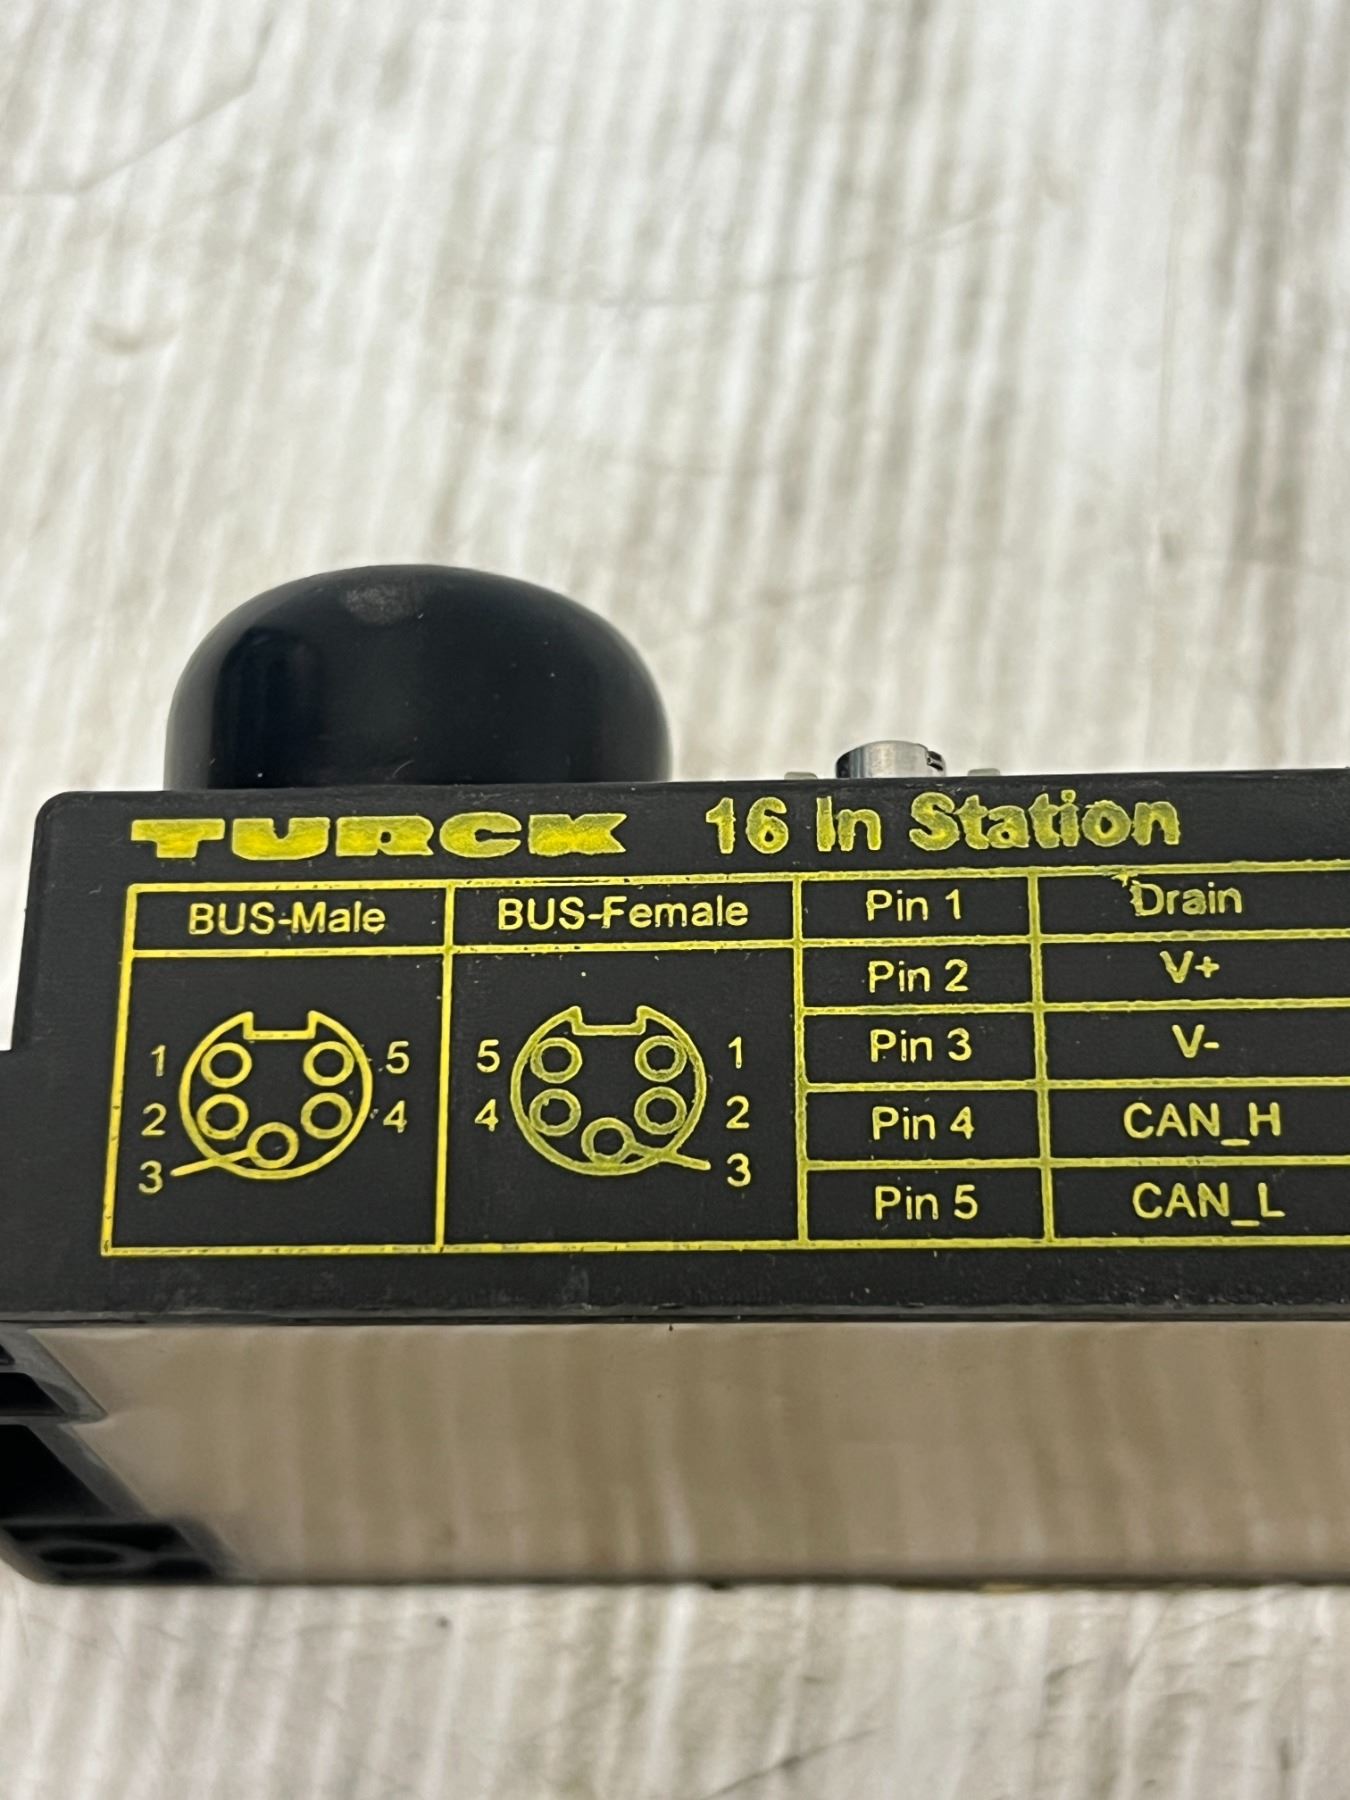 TURCK 16 In Station
BUS-Male BUS-Female Pin 1 Drain
Pin 2 V+
1 5 5 1 Pin 3 V-
2 4 4 2 Pin 4 CAN_H
3 3 Pin 5 CAN_L